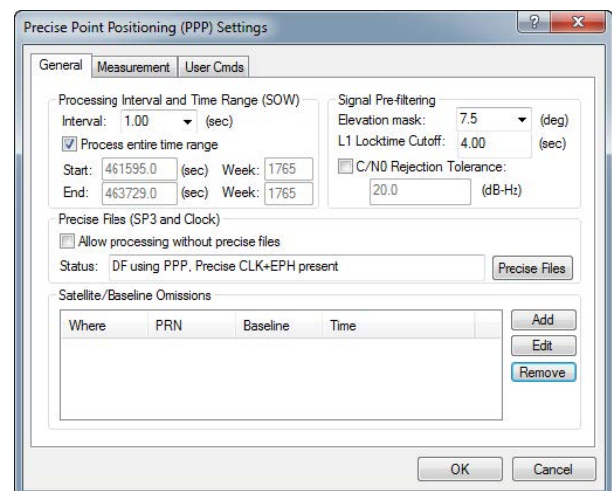 Precise Point Positioning (PPP) Settings
General Measurement User Cmds
Processing Interval and Time Range (SOW)
Interval: 1.00 (sec)
Process entire time range
Start: 461595.0 (sec) Week: 1765
End: 463729.0 (sec) Week: 1765
Signal Pre-filtering
Elevation mask: 7.5 (deg)
L1 Locktime Cutoff: 4.00 (sec)
C/N0 Rejection Tolerance:
20.0 (dB-Hz)
Precise Files (SP3 and Clock)
Allow processing without precise files
Status: DF using PPP, Precise CLK+EPH present Precise Files
Satellite/Baseline Omissions
Where PRN Baseline Time
Add
Edit
Remove
OK Cancel